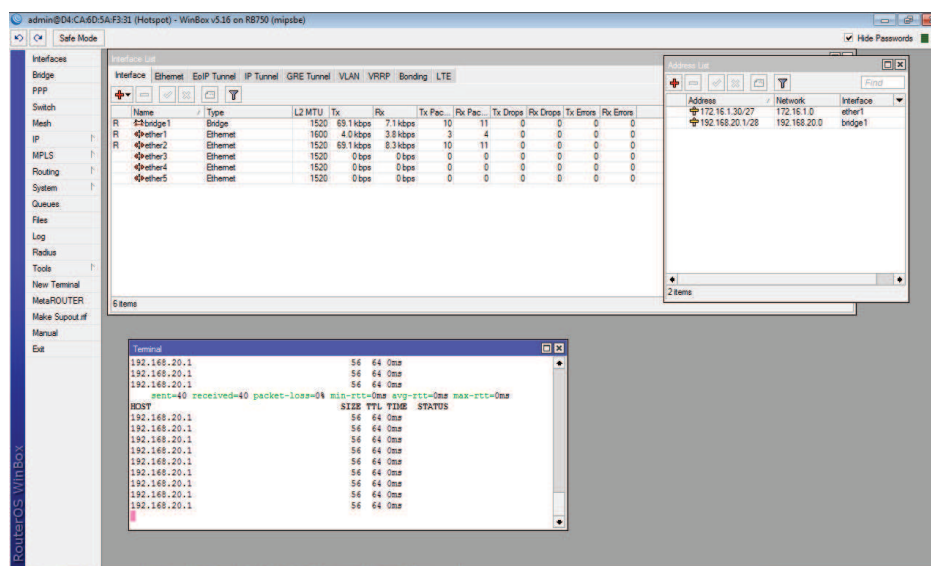 admin@D4:CA:6D:5A:F3:31 (Hotspot) - WinBox v5.16 on RB750 (mipsbe)
Safe Mode
Hide Passwords
Interfaces
Bridge
PPP
Switch
Mesh
IP
MPLS
Routing
System
Queues
Files
Log
Radius
Tools
New Terminal
MetaROUTER
Make Supout.rif
Manual
Exit
RouterOS WinBox
Interface List
Interface Ethernet EoIP Tunnel IP Tunnel GRE Tunnel VLAN VRRP Bonding LTE
Name Type L2 MTU Tx Rx Tx Pac... Rx Pac... Tx Drops Rx Drops Tx Errors Rx Errors
R bridge1 Bridge 1520 69.1 kbps 7.1 kbps 10 11 0 0 0 0
R ether1 Ethernet 1600 4.0 kbps 3.8 kbps 3 4 0 0 0 0
R ether2 Ethernet 1520 69.1 kbps 8.3 kbps 10 11 0 0 0 0
ether3 Ethernet 1520 0 bps 0 bps 0 0 0 0 0 0
ether4 Ethernet 1520 0 bps 0 bps 0 0 0 0 0 0
ether5 Ethernet 1520 0 bps 0 bps 0 0 0 0 0 0
6 items
Address List
Find
Address Network Interface
172.16.1.30/27 172.16.1.0 ether1
192.168.20.1/28 192.168.20.0 bridge1
2 items
Terminal
192.168.20.1 56 64 0ms
192.168.20.1 56 64 0ms
192.168.20.1 56 64 0ms
sent=40 received=40 packet-loss=0% min-rtt=0ms avg-rtt=0ms max-rtt=0ms
HOST SIZE TTL TIME STATUS
192.168.20.1 56 64 0ms
192.168.20.1 56 64 0ms
192.168.20.1 56 64 0ms
192.168.20.1 56 64 0ms
192.168.20.1 56 64 0ms
192.168.20.1 56 64 0ms
192.168.20.1 56 64 0ms
192.168.20.1 56 64 0ms
192.168.20.1 56 64 0ms